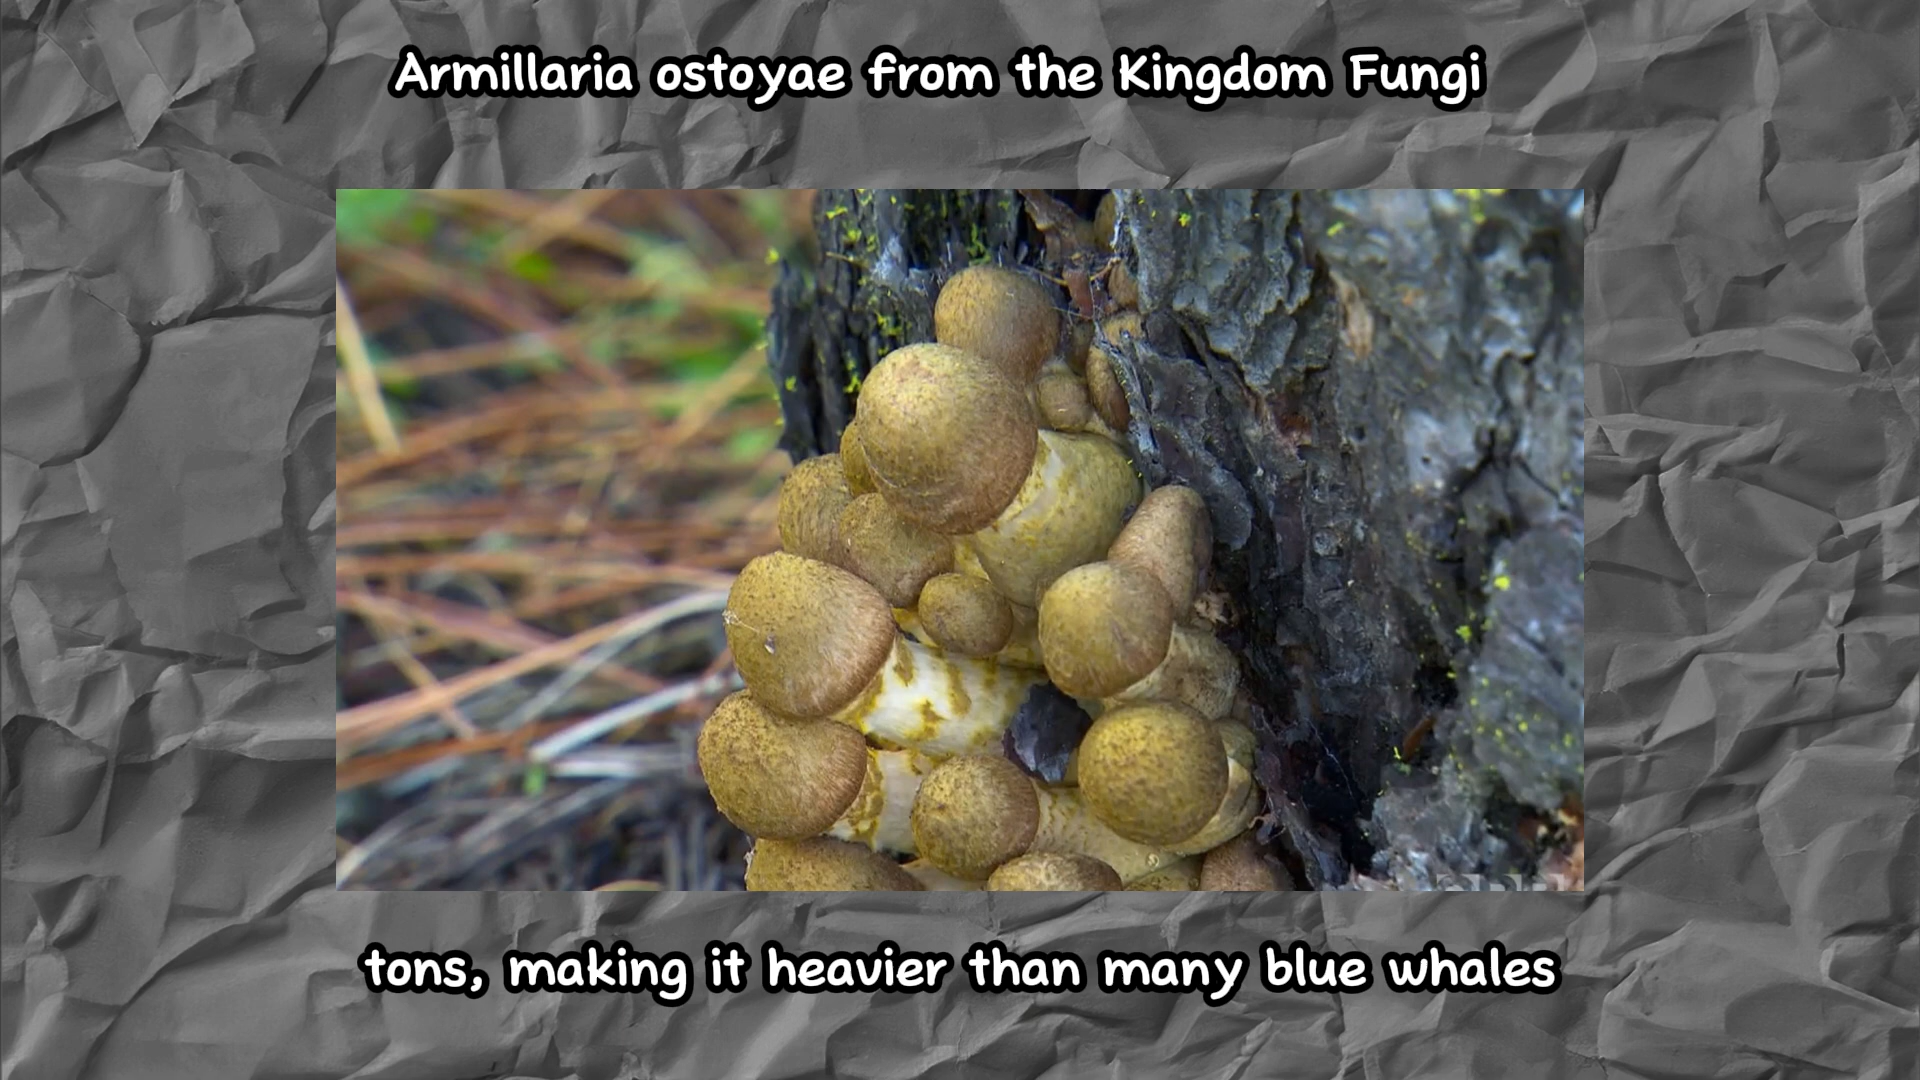 Armillaria ostoyae from the Kingdom Fungi
tons, making it heavier than many blue whales